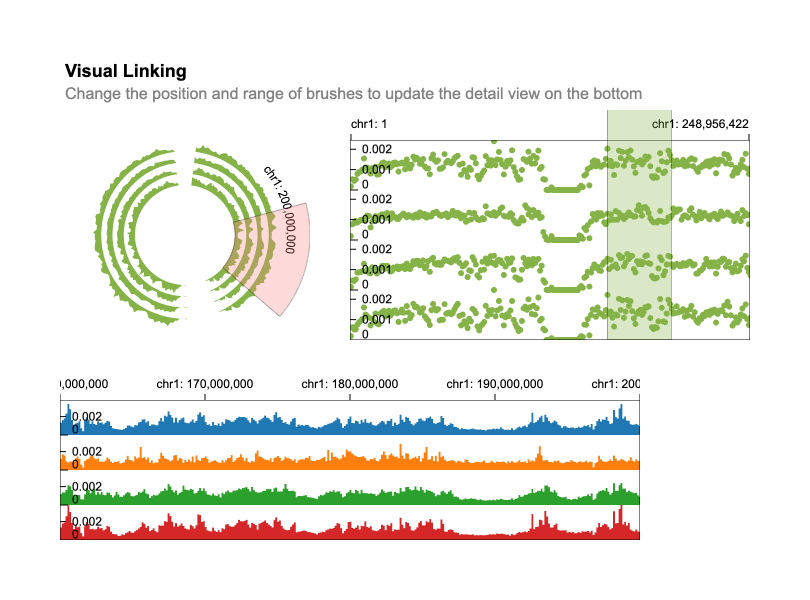 Visual Linking
Change the position and range of brushes to update the detail view on the bottom
chr1: 200,000,000
chr1: 1
chr1: 248,956,422
0.002
0.001
0
0.002
0.001
0
0.002
0.001
0
0.002
0.001
0,000,000
chr1: 170,000,000
chr1: 180,000,000
chr1: 190,000,000
chr1: 200
0.002
0
0.002
0
0.002
0
0.002
0